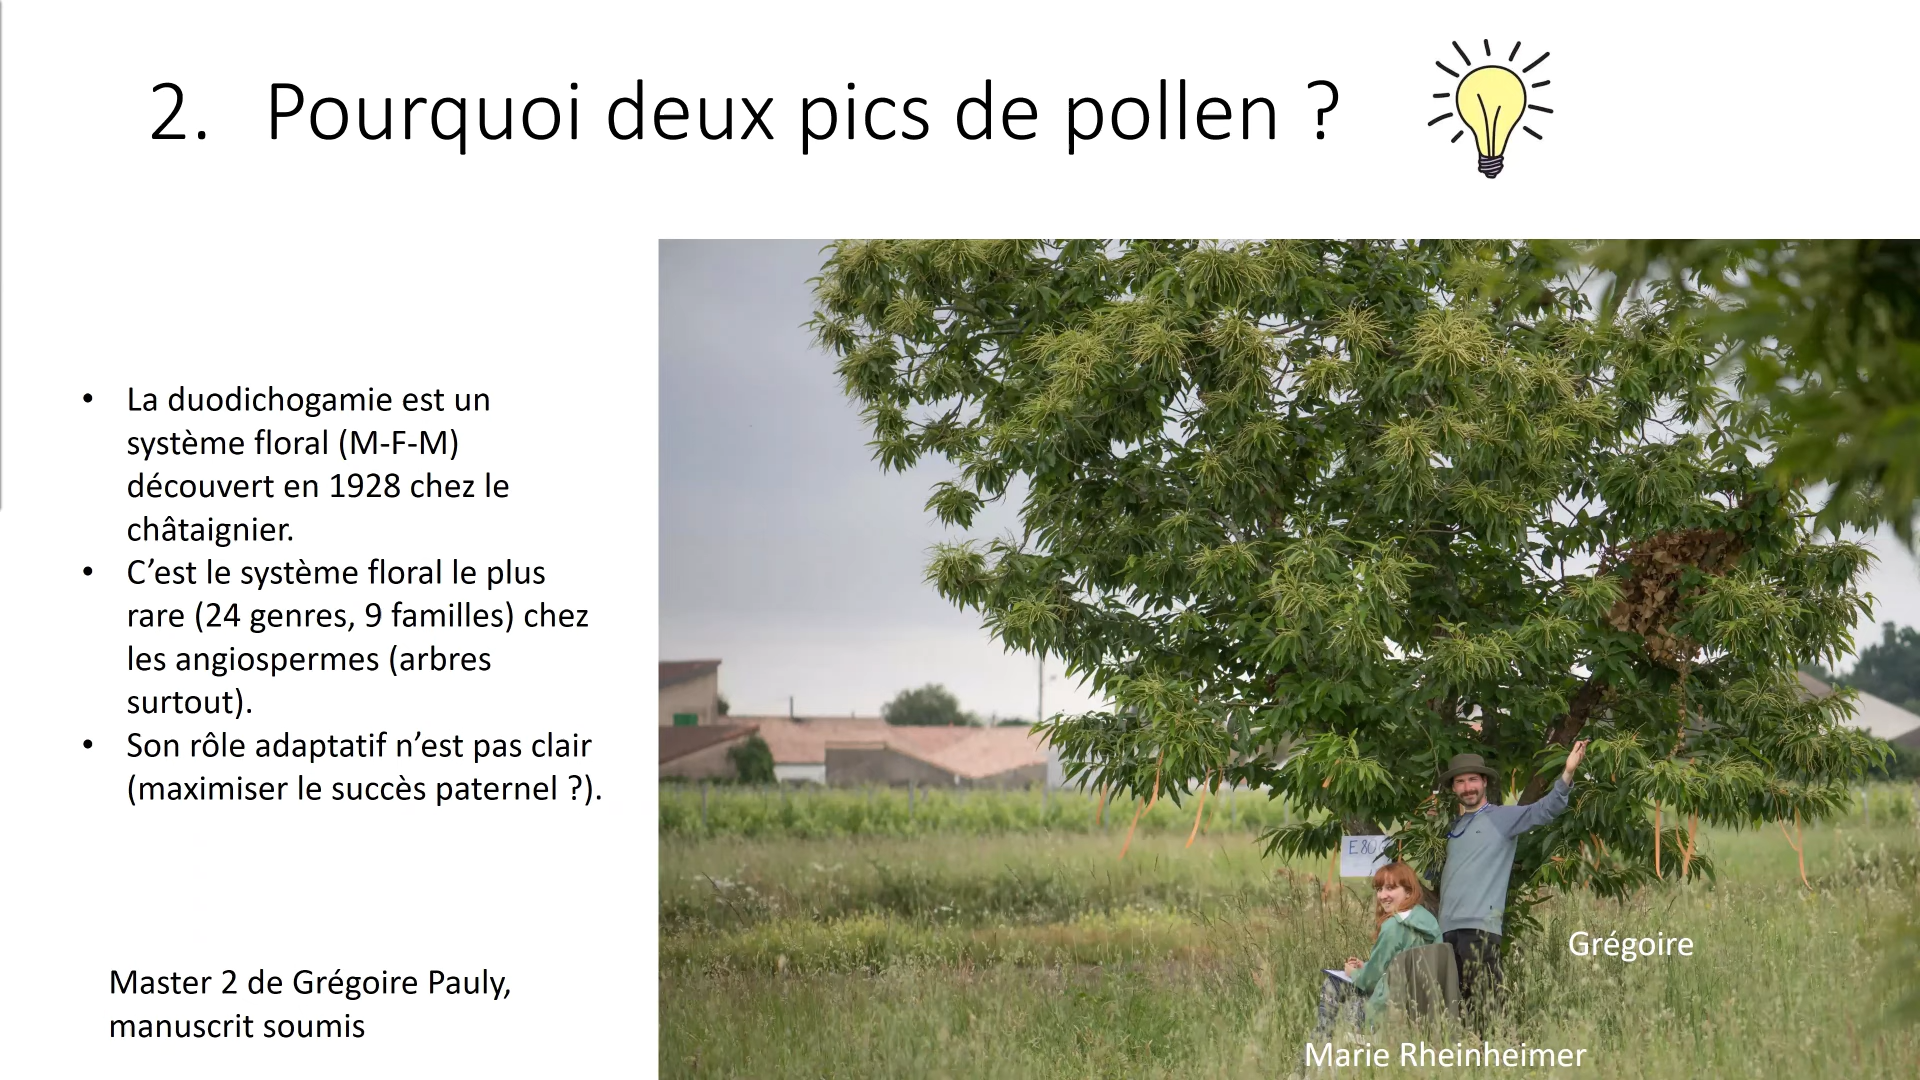 2. Pourquoi deux pics de pollen ?
• La duodichogamie est un
système floral (M-F-M)
découvert en 1928 chez le
châtaignier.
• C’est le système floral le plus
rare (24 genres, 9 familles) chez
les angiospermes (arbres
surtout).
• Son rôle adaptatif n’est pas clair
(maximiser le succès paternel ?).
Master 2 de Grégoire Pauly,
manuscrit soumis
Grégoire
Marie Rheinheimer